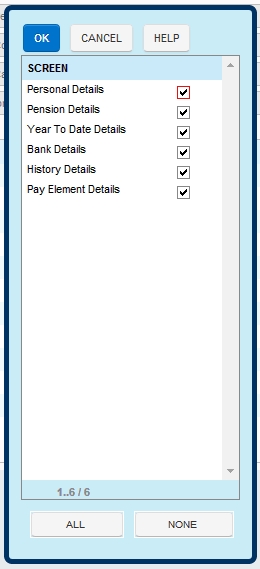 OK CANCEL HELP
SCREEN
Personal Details
Pension Details
Year To Date Details
Bank Details
History Details
Pay Element Details
1..6 / 6
ALL NONE